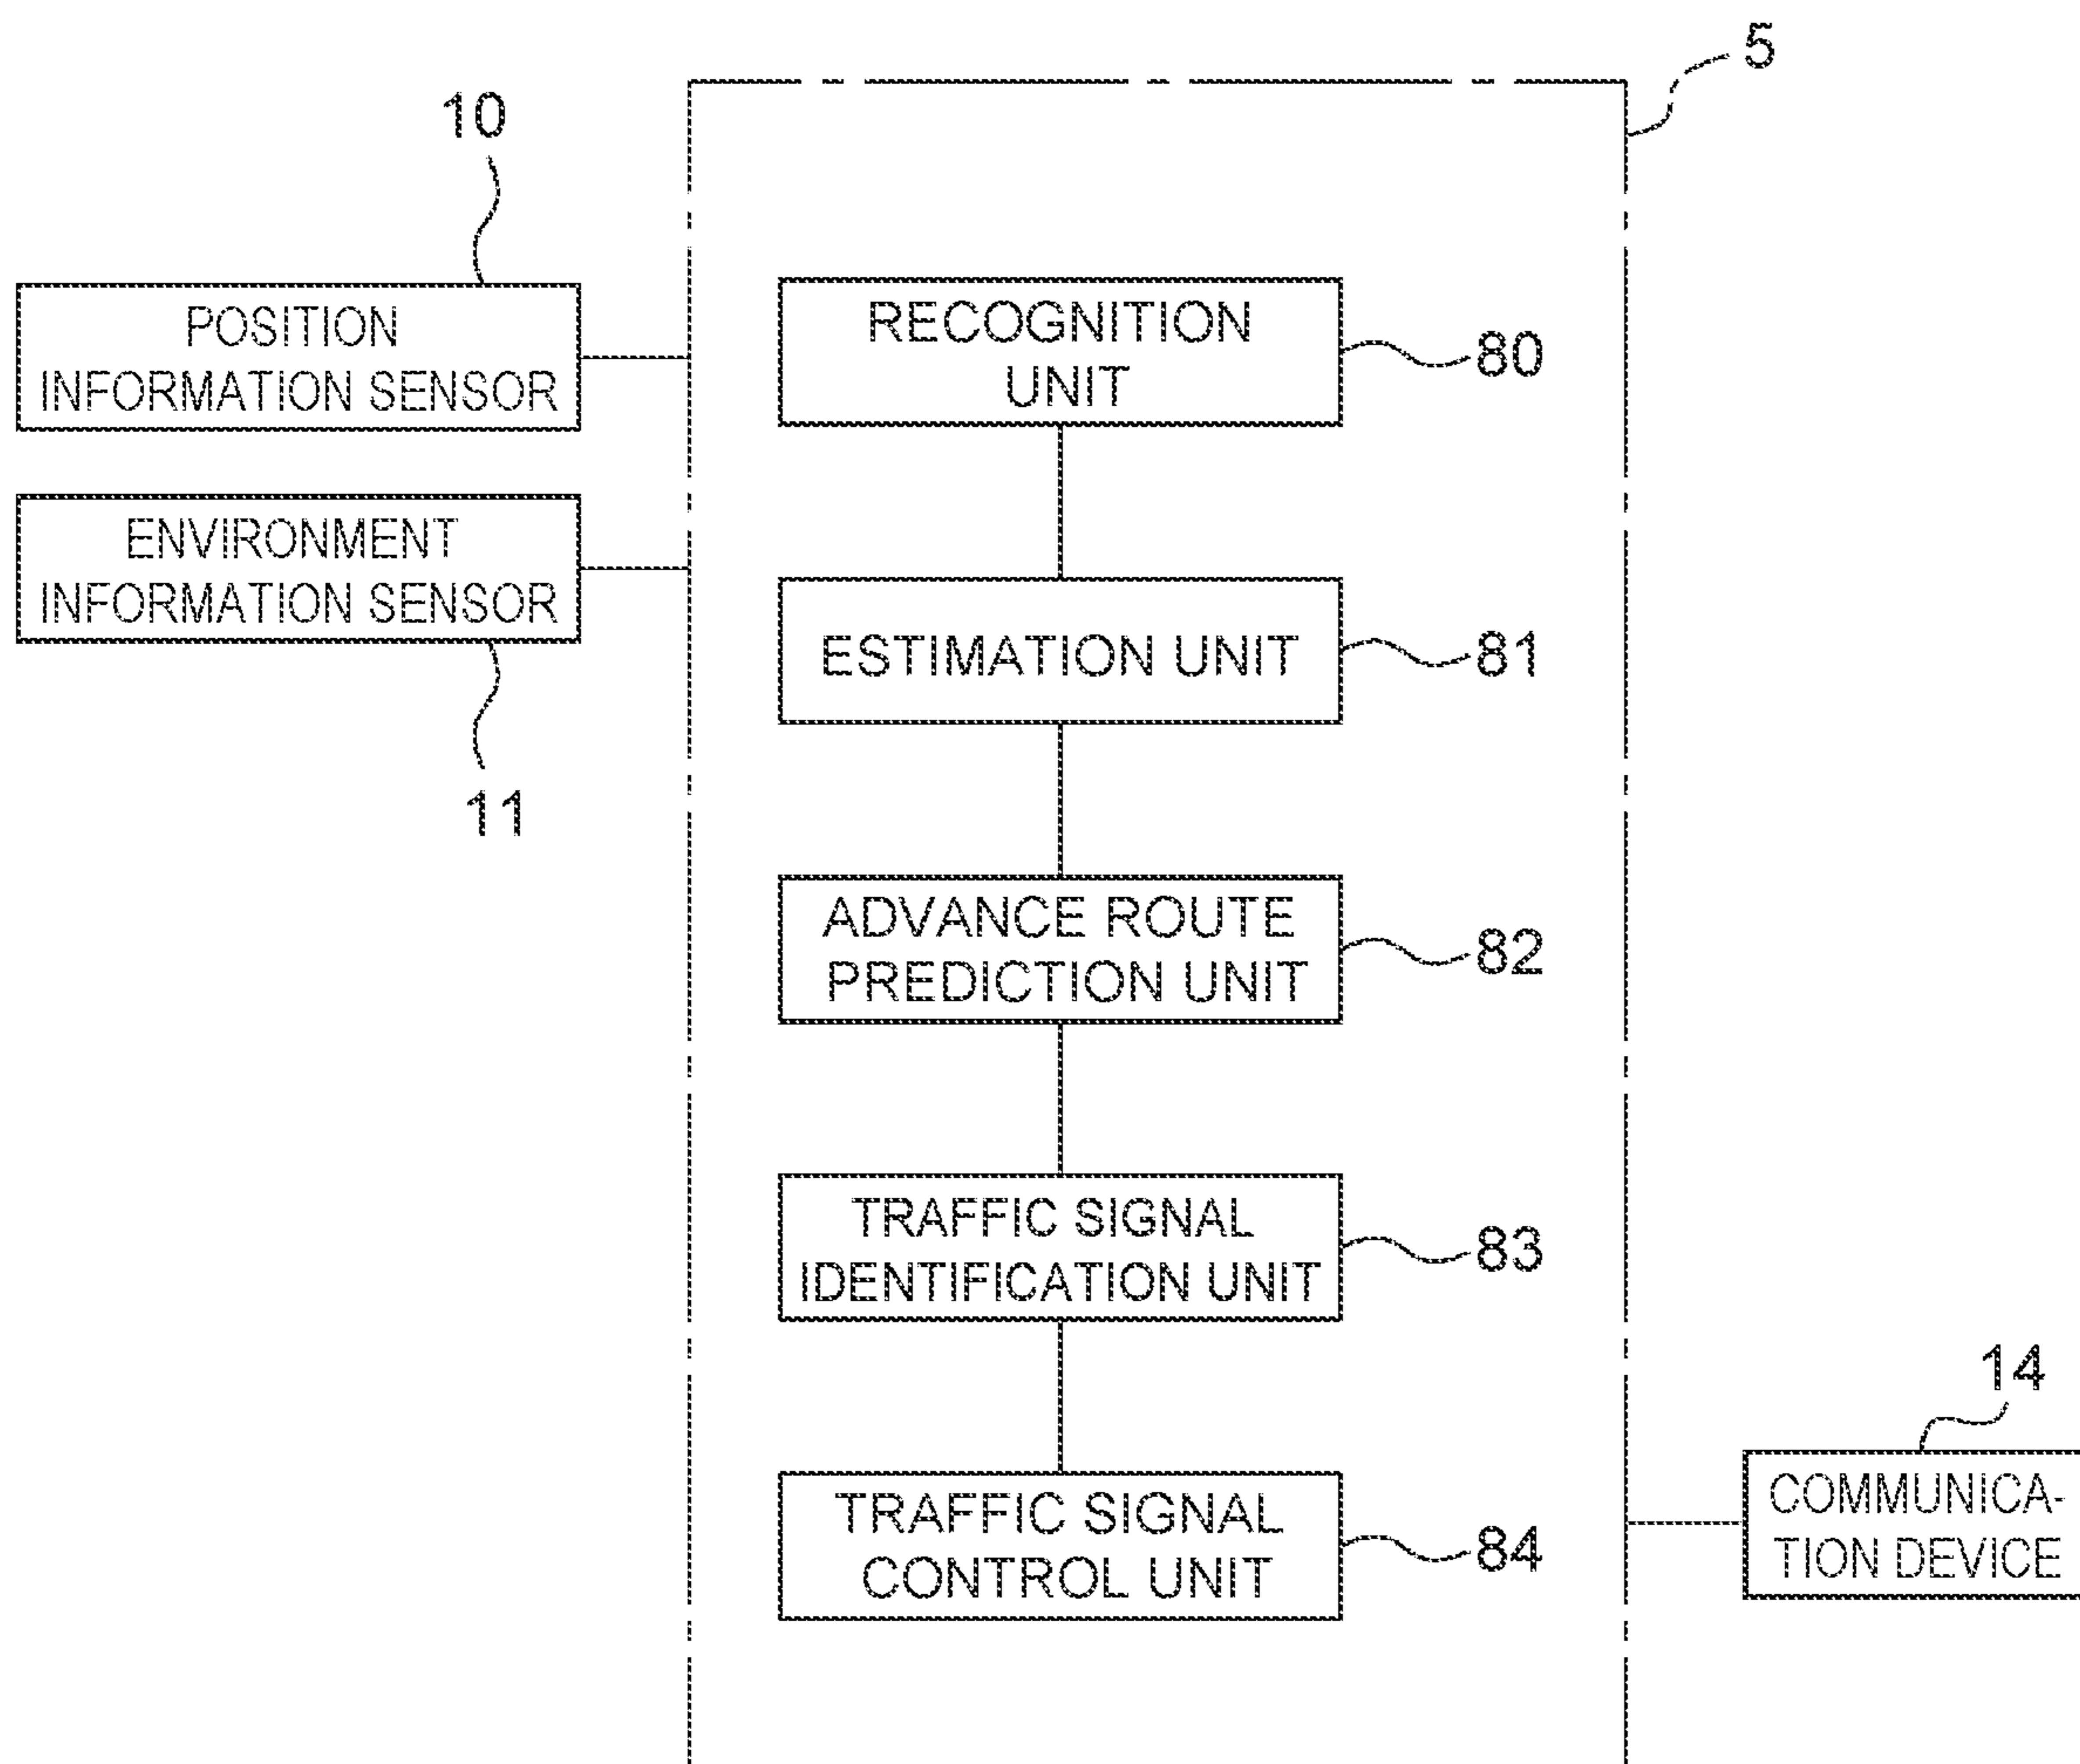 5
10
POSITION
INFORMATION SENSOR
RECOGNITION
UNIT
80
ENVIRONMENT
INFORMATION SENSOR
11
ESTIMATION UNIT
81
ADVANCE ROUTE
PREDICTION UNIT
82
TRAFFIC SIGNAL
IDENTIFICATION UNIT
83
TRAFFIC SIGNAL
CONTROL UNIT
84
14
COMMUNICA-
TION DEVICE